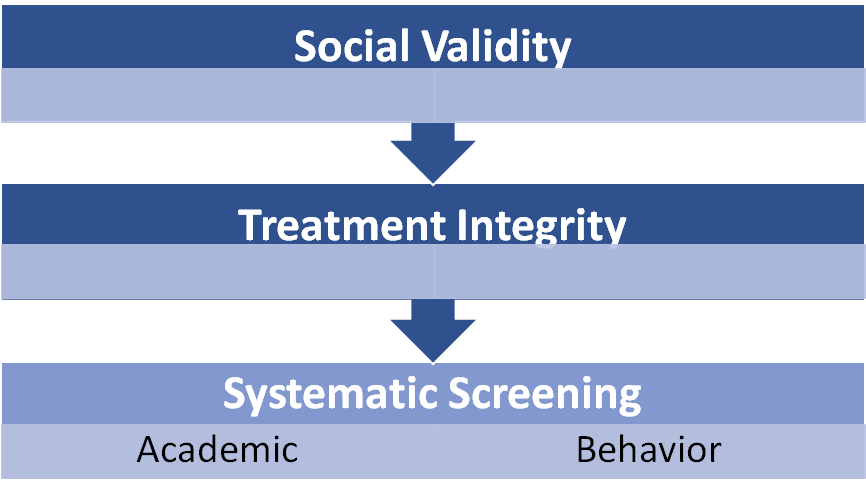 Social Validity
Treatment Integrity
Systematic Screening
Academic Behavior